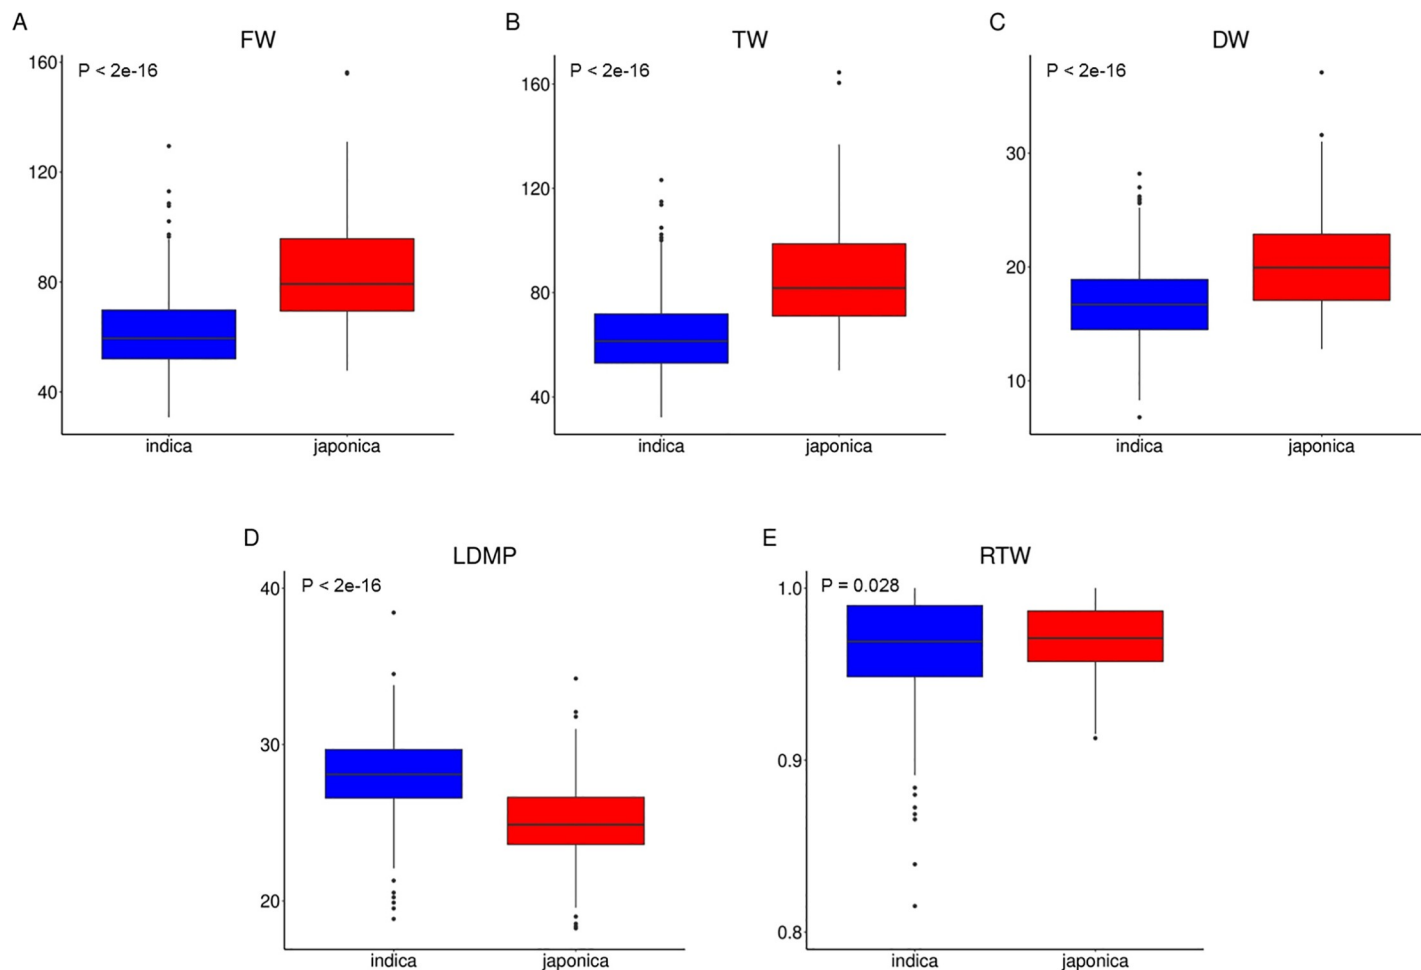 A
FW
P < 2e-16
160
120
80
40
indica japonica
B
TW
P < 2e-16
160
120
80
40
indica japonica
C
DW
P < 2e-16
30
20
10
indica japonica
D
LDMP
P < 2e-16
40
30
20
indica japonica
E
RTW
P = 0.028
1.0
0.9
0.8
indica japonica